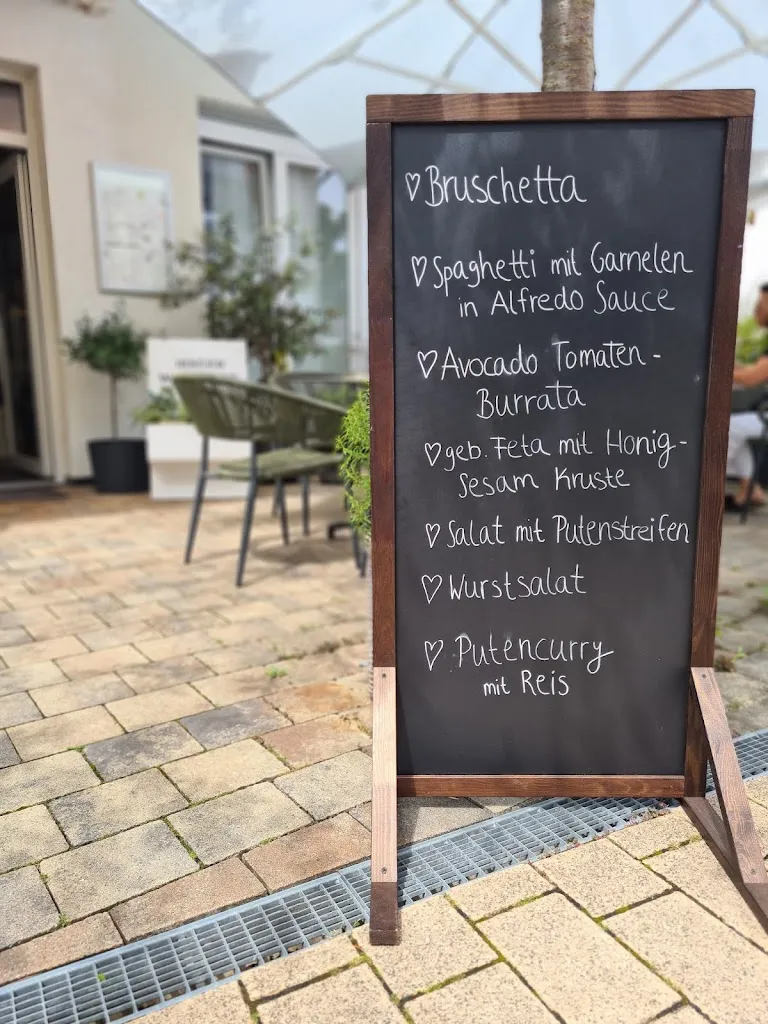 ♡ Bruschetta
♡ Spaghetti mit Garnelen
in Alfredo Sauce
♡ Avocado Tomaten -
Burrata
♡ geb. Feta mit Honig-
Sesam Kruste
♡ Salat mit Putenstreifen
♡ Wurstsalat
♡ Putencurry
mit Reis